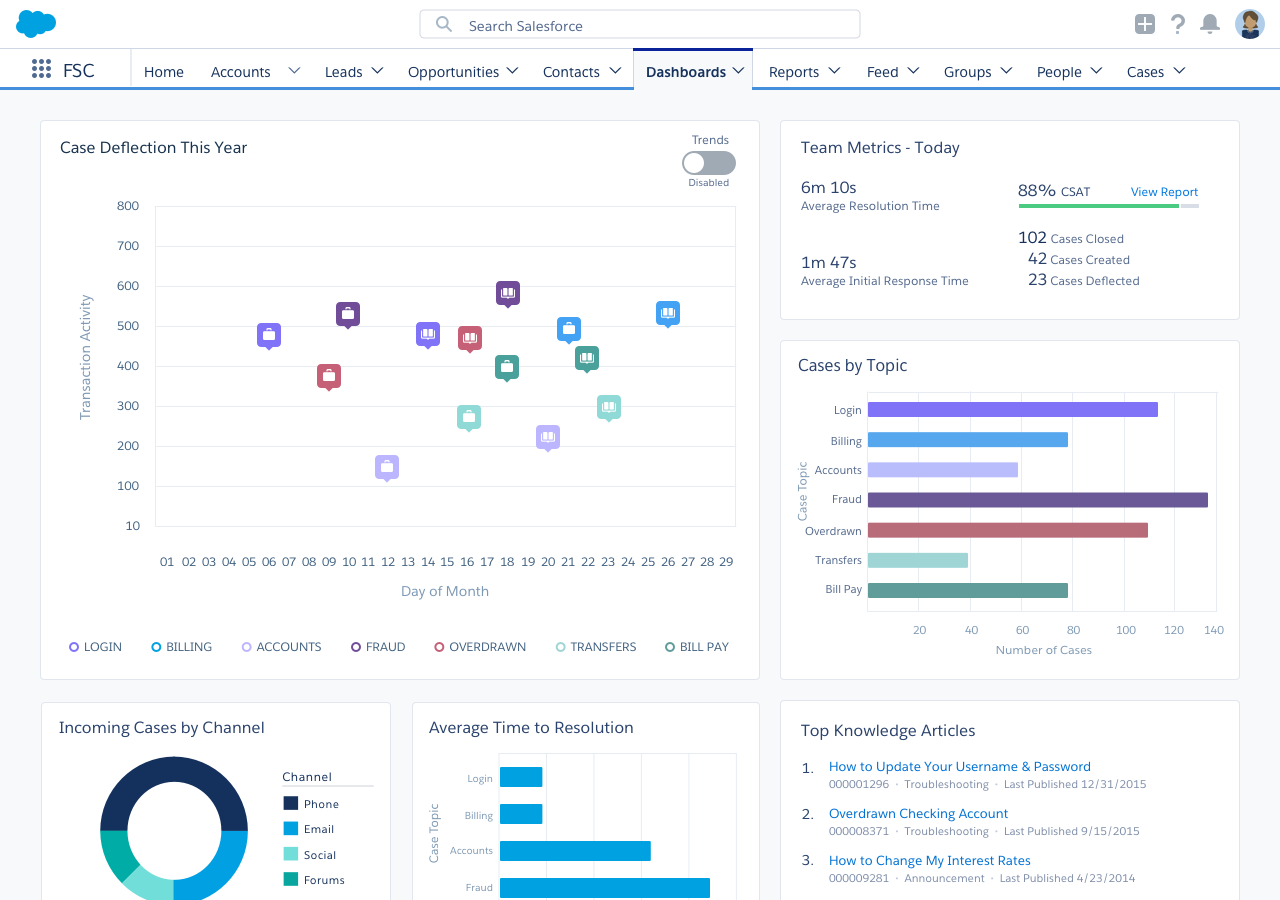 Search Salesforce
FSC
Home Accounts Leads Opportunities Contacts Dashboards Reports Feed Groups People Cases
Case Deflection This Year
Trends
Disabled
800
700
600
500
400
300
200
100
10
Transaction Activity
01 02 03 04 05 06 07 08 09 10 11 12 13 14 15 16 17 18 19 20 21 22 23 24 25 26 27 28 29
Day of Month
LOGIN BILLING ACCOUNTS FRAUD OVERDRAWN TRANSFERS BILL PAY
Team Metrics - Today
6m 10s
Average Resolution Time
88% CSAT View Report
1m 47s
Average Initial Response Time
102 Cases Closed
42 Cases Created
23 Cases Deflected
Cases by Topic
Case Topic
Login
Billing
Accounts
Fraud
Overdrawn
Transfers
Bill Pay
20 40 60 80 100 120 140
Number of Cases
Incoming Cases by Channel
Channel
Phone
Email
Social
Forums
Average Time to Resolution
Case Topic
Login
Billing
Accounts
Fraud
Top Knowledge Articles
1. How to Update Your Username & Password
000001296 · Troubleshooting · Last Published 12/31/2015
2. Overdrawn Checking Account
000008371 · Troubleshooting · Last Published 9/15/2015
3. How to Change My Interest Rates
000009281 · Announcement · Last Published 4/23/2014